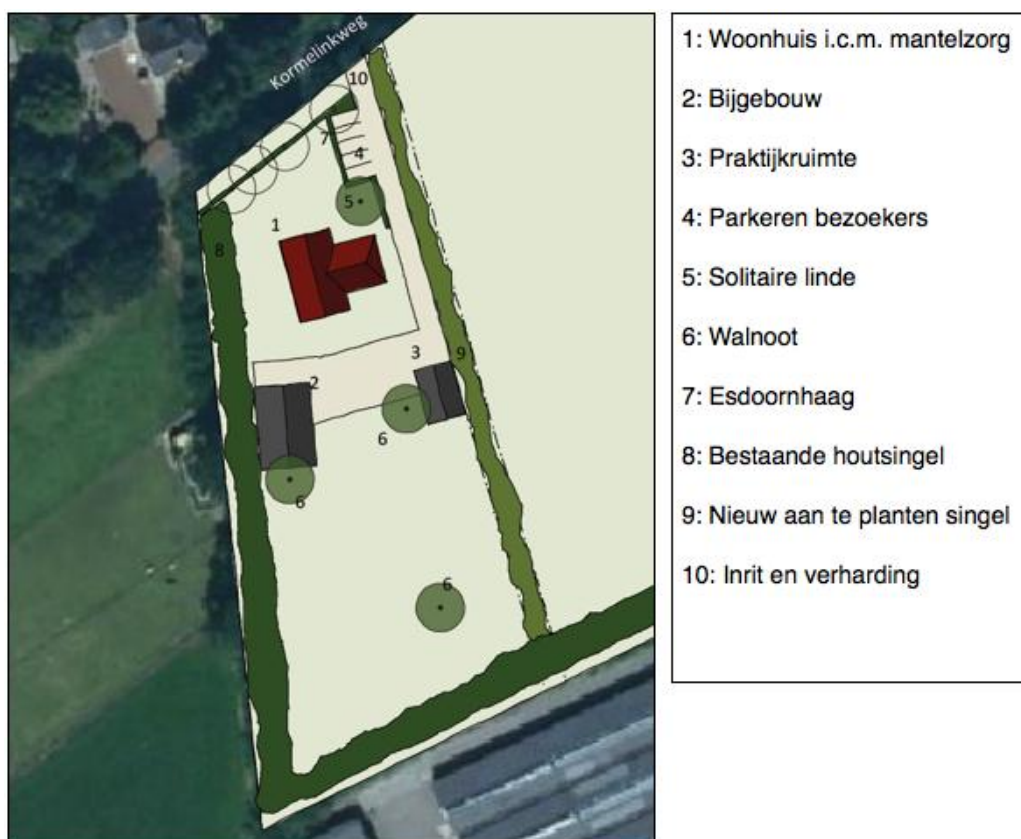 Kormelinkweg
10
7
4
5
1
8
3
9
2
6
6
6
1: Woonhuis i.c.m. mantelzorg
2: Bijgebouw
3: Praktijkruimte
4: Parkeren bezoekers
5: Solitaire linde
6: Walnoot
7: Esdoornhaag
8: Bestaande houtsingel
9: Nieuw aan te planten singel
10: Inrit en verharding